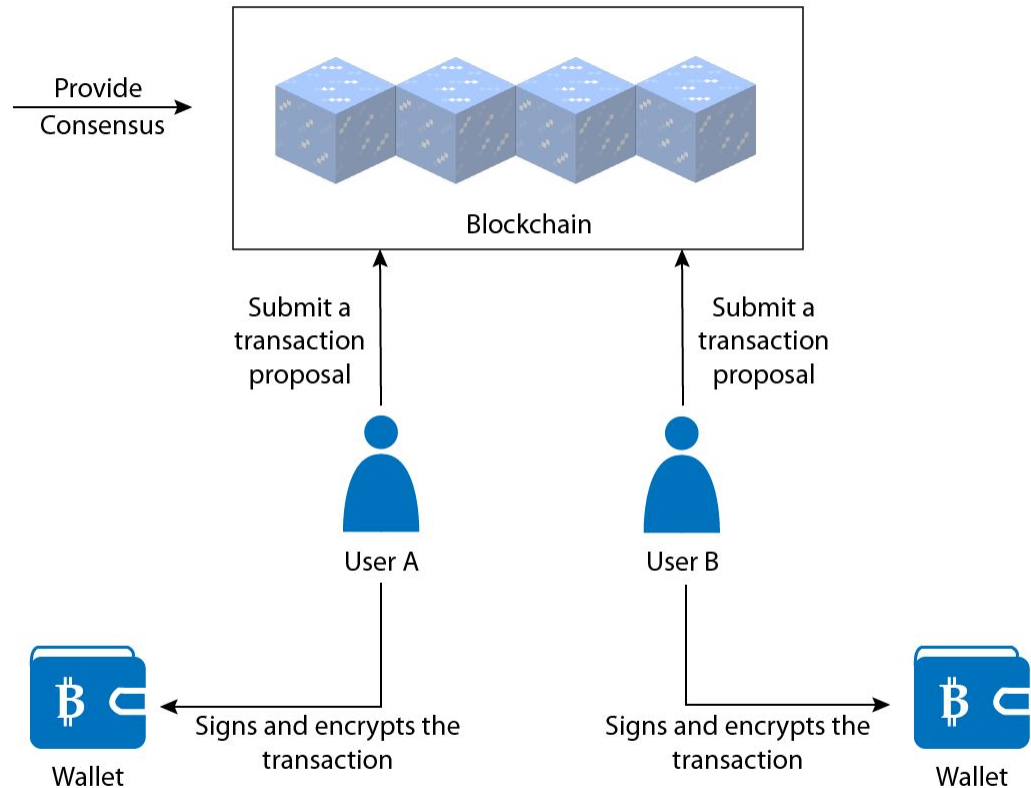 Provide
Consensus
Blockchain
Submit a
transaction
proposal
Submit a
transaction
proposal
User A
User B
Signs and encrypts the
transaction
Signs and encrypts the
transaction
Wallet
Wallet